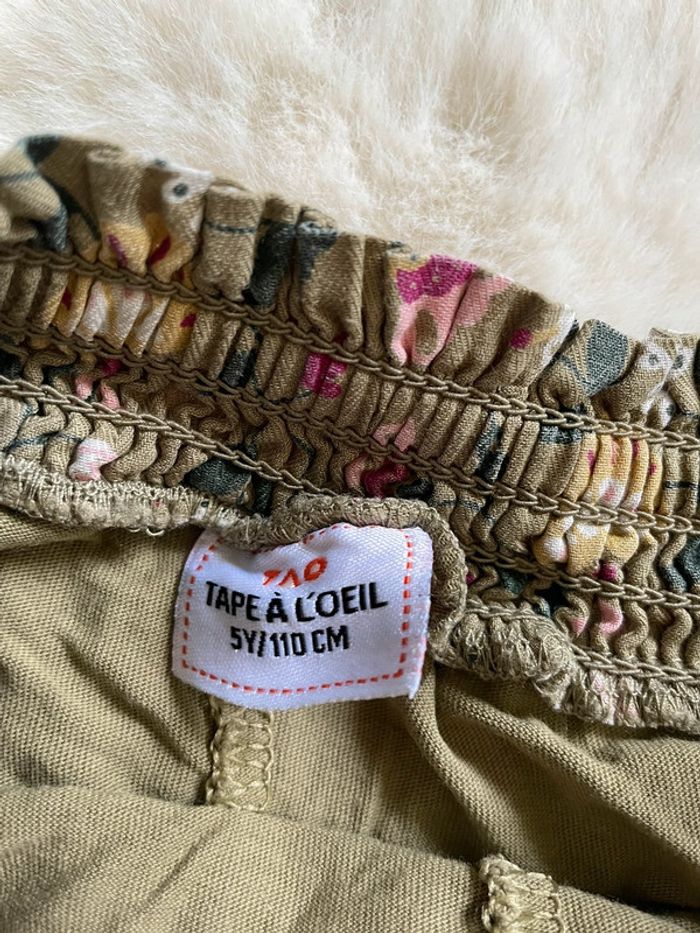 TAO
TAPE À L'OEIL
5Y/110 CM